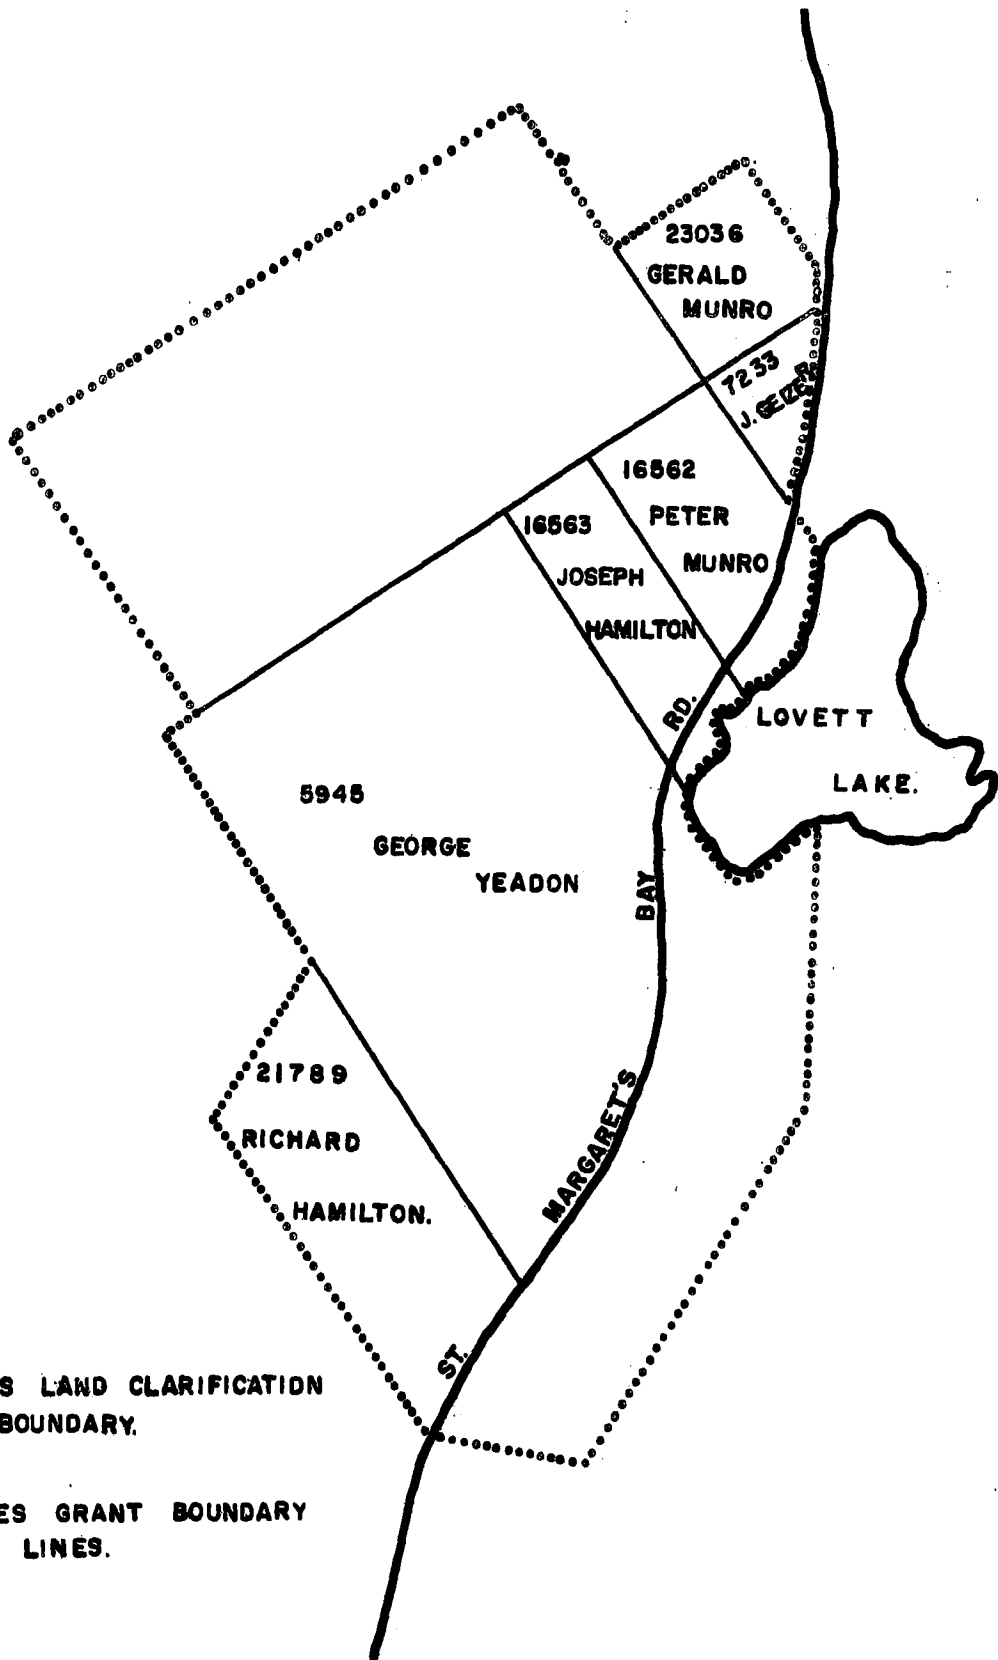 23036
GERALD
MUNRO
7233
J. GEIZER
16562
PETER
MUNRO
16563
JOSEPH
HAMILTON
LOVETT
LAKE.
5945
GEORGE
YEADON
21789
RICHARD
HAMILTON.
ST. MARGARET'S BAY RD.
S LAND CLARIFICATION
BOUNDARY.
ES GRANT BOUNDARY
LINES.